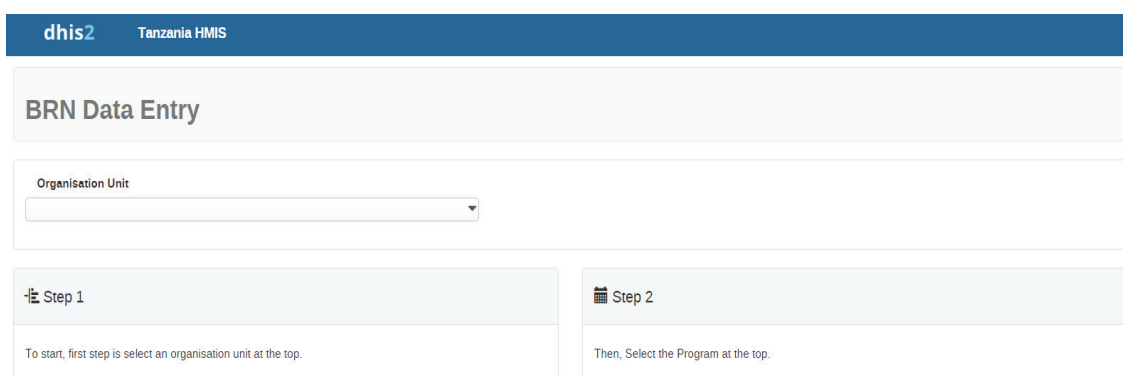 dhis2 Tanzania HMIS
BRN Data Entry
Organisation Unit
Step 1
To start, first step is select an organisation unit at the top.
Step 2
Then, Select the Program at the top.